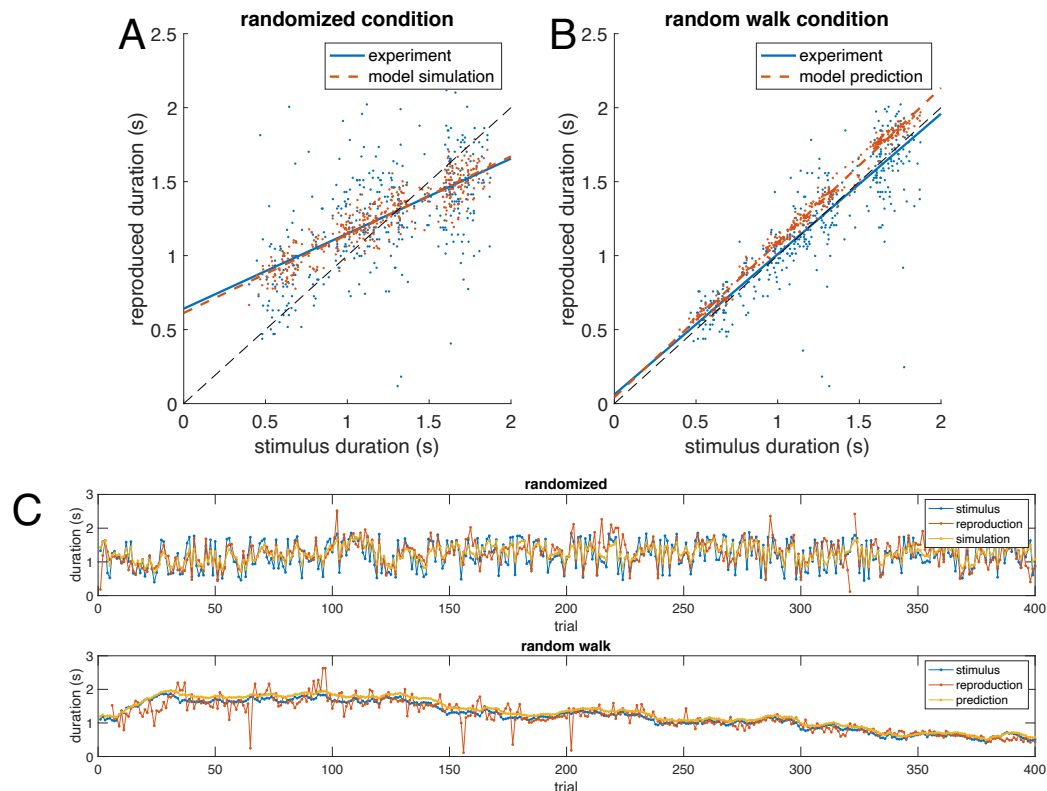 A
randomized condition
2.5
2
1.5
1
0.5
0
reproduced duration (s)
experiment
model simulation
0
0.5
1
1.5
2
stimulus duration (s)
B
random walk condition
2.5
2
1.5
1
0.5
0
reproduced duration (s)
experiment
model prediction
0
0.5
1
1.5
2
stimulus duration (s)
C
randomized
3
2
1
0
duration (s)
stimulus
reproduction
simulation
0
50
100
150
200
250
300
350
400
trial
random walk
3
2
1
0
duration (s)
stimulus
reproduction
prediction
0
50
100
150
200
250
300
350
400
trial